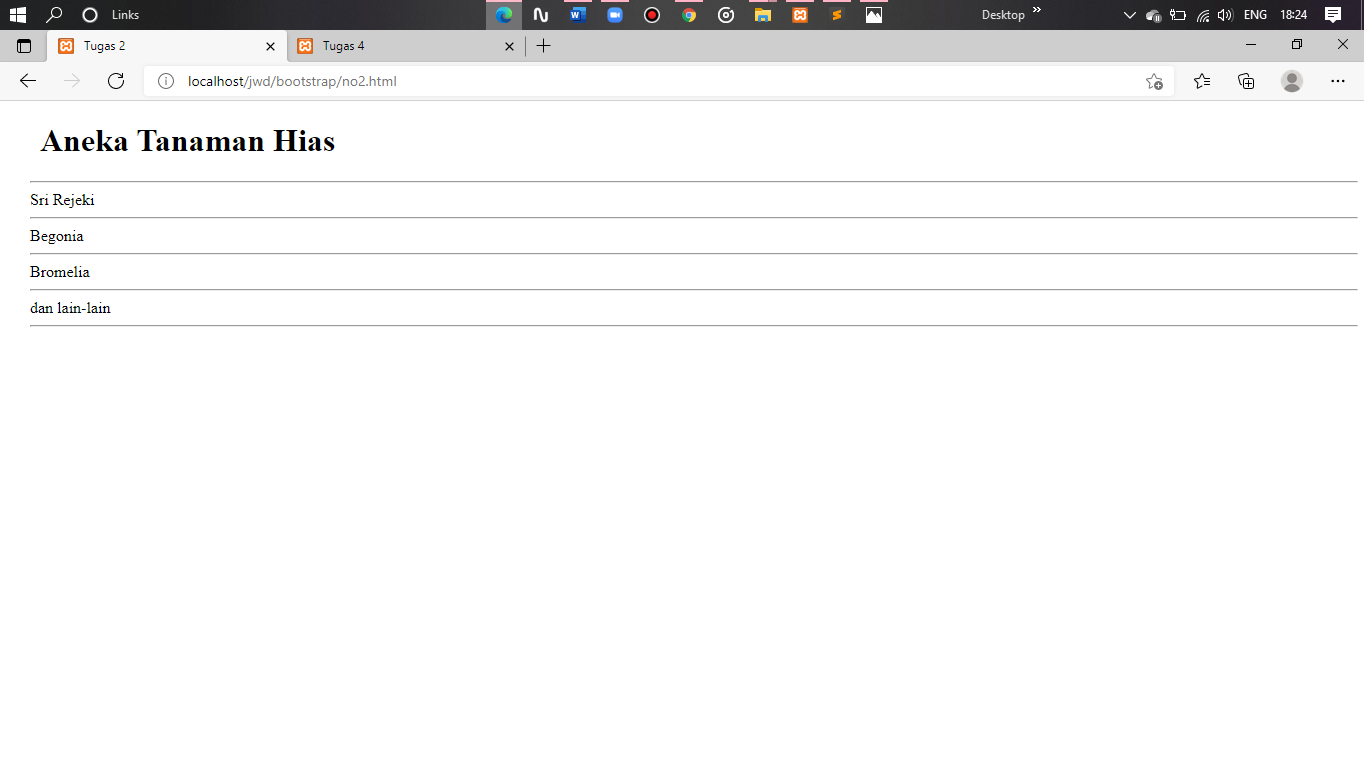 Links
Desktop »
ENG 18:24
Tugas 2
Tugas 4
localhost/jwd/bootstrap/no2.html
Aneka Tanaman Hias
Sri Rejeki
Begonia
Bromelia
dan lain-lain